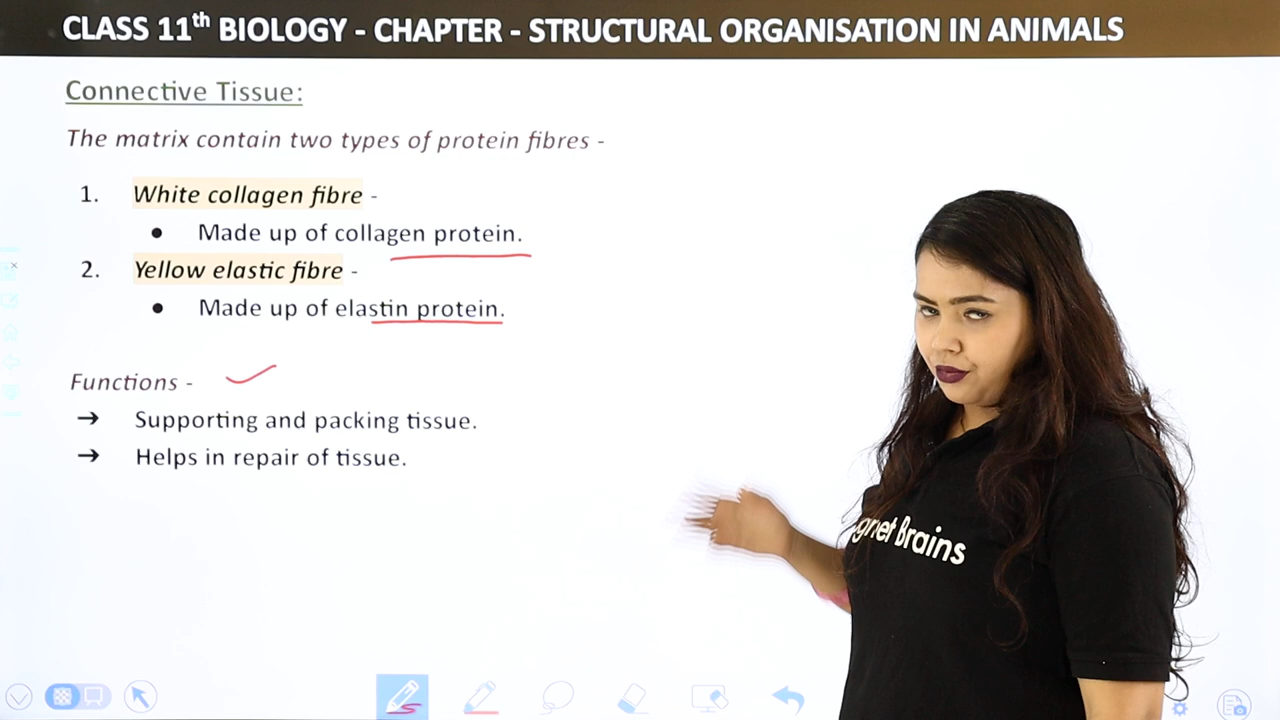 CLASS 11th BIOLOGY - CHAPTER - STRUCTURAL ORGANISATION IN ANIMALS
Connective Tissue:
The matrix contain two types of protein fibres -
1. White collagen fibre -
● Made up of collagen protein.
2. Yellow elastic fibre -
● Made up of elastin protein.
Functions -
➔ Supporting and packing tissue.
➔ Helps in repair of tissue.
Brains